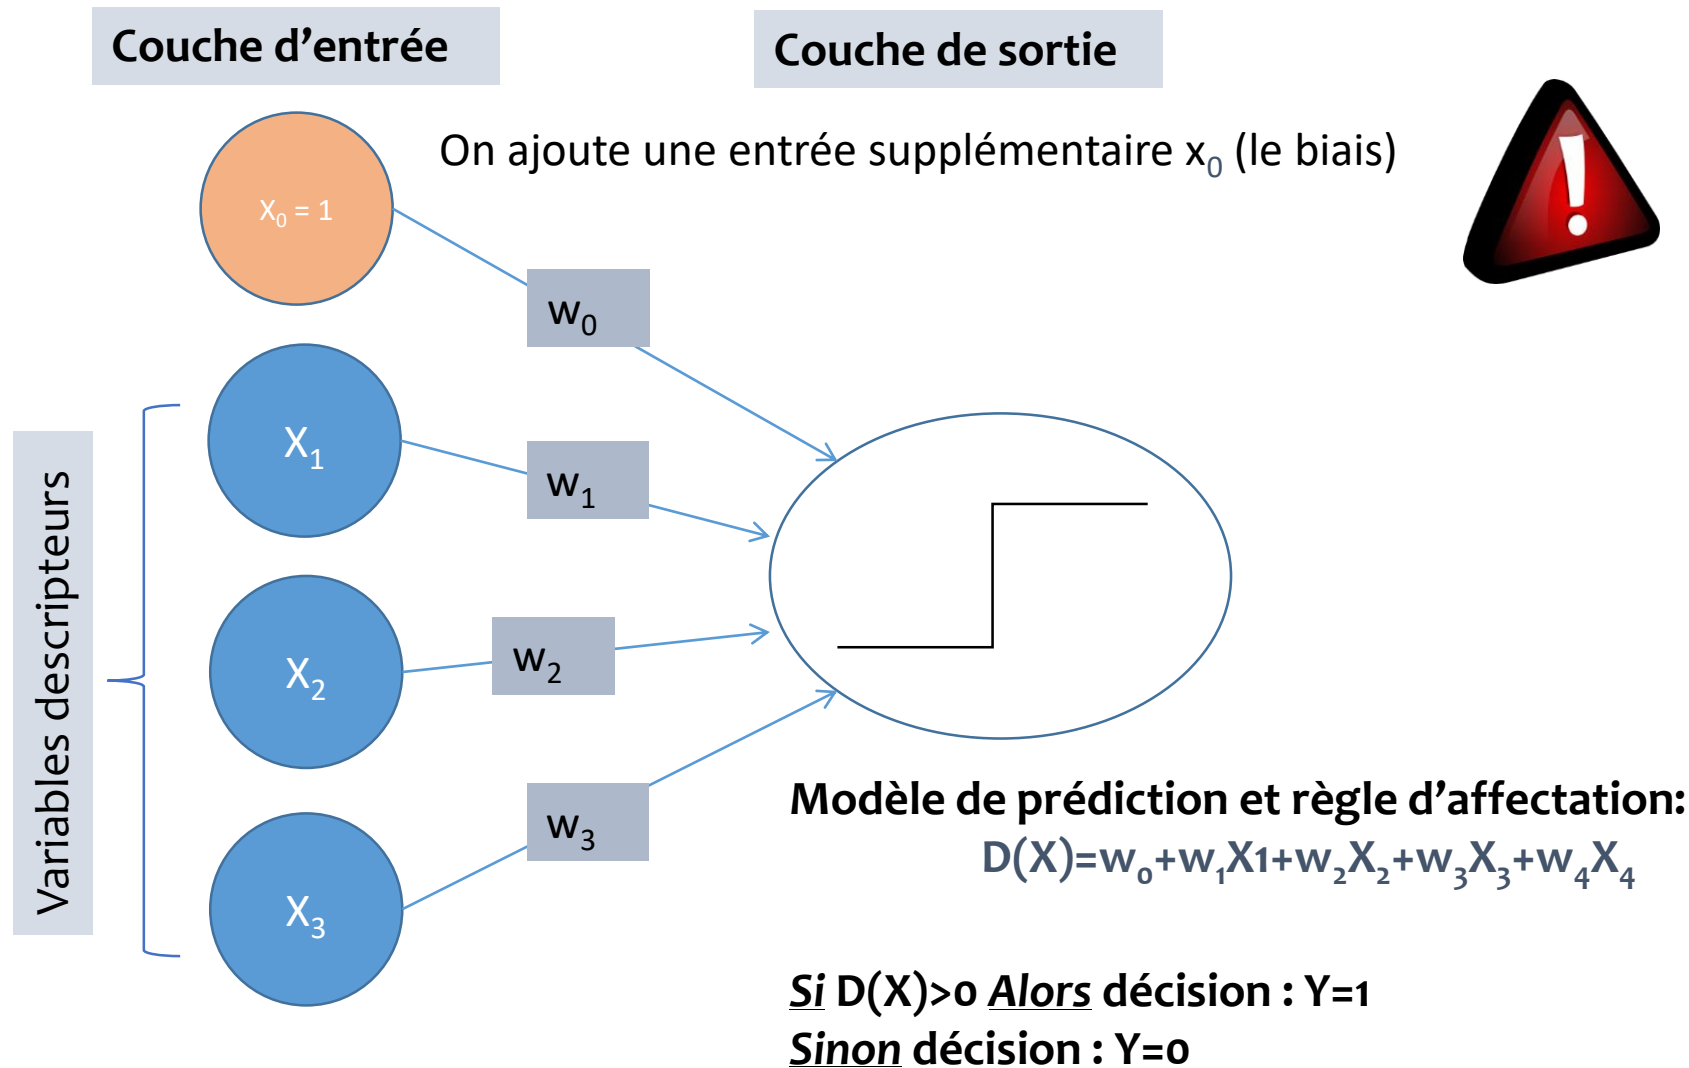 Couche d’entrée
Couche de sortie
On ajoute une entrée supplémentaire x₀ (le biais)
X₀ = 1
w₀
X₁
w₁
Variables descripteurs
X₂
w₂
X₃
w₃
Modèle de prédiction et règle d’affectation:
D(X)=w₀+w₁X1+w₂X₂+w₃X₃+w₄X₄
Si D(X)>0 Alors décision : Y=1
Sinon décision : Y=0